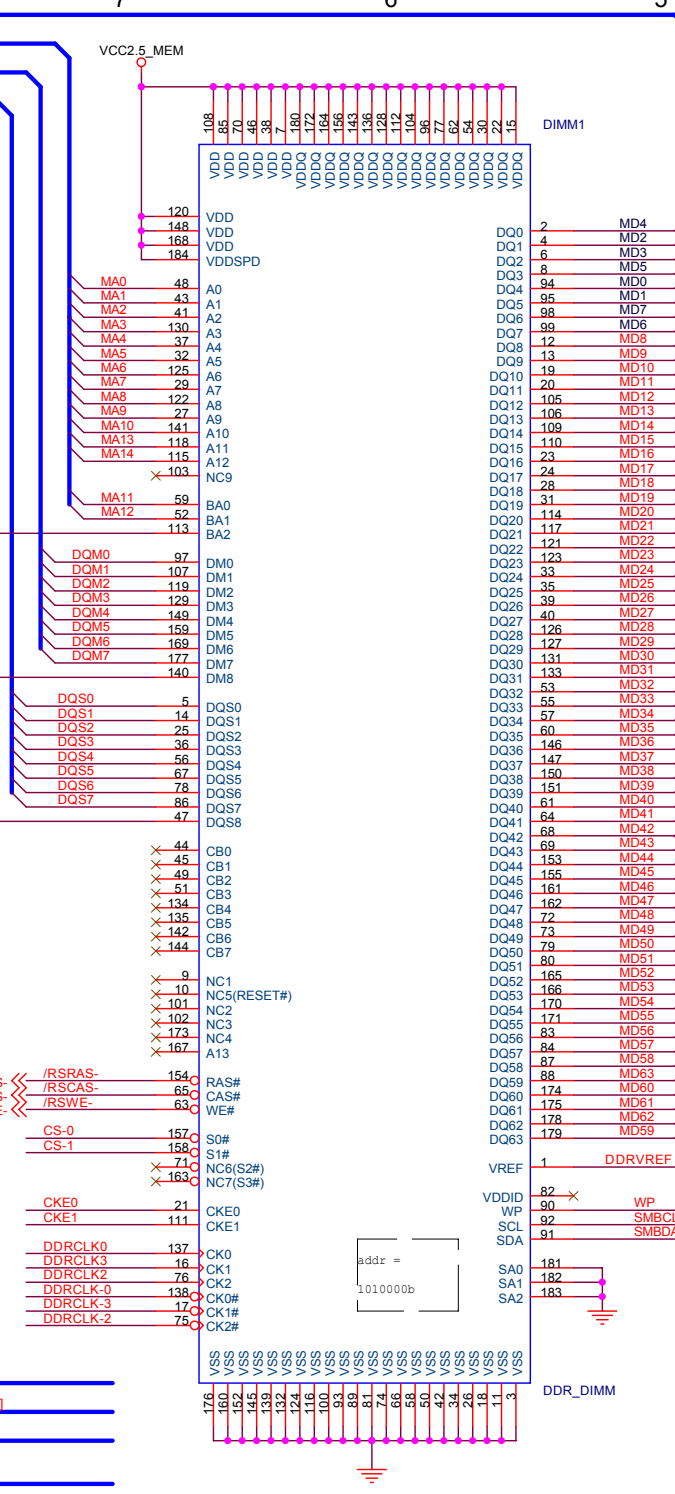 7 6 5
VCC2.5_MEM
DIMM1
108 85 70 46 38 7 180 172 164 156 143 136 128 112 104 96 77 62 54 30 22 15
VDD VDD VDD VDD VDD VDD VDDQ VDDQ VDDQ VDDQ VDDQ VDDQ VDDQ VDDQ VDDQ VDDQ VDDQ VDDQ VDDQ VDDQ VDDQ VDDQ
120 VDD
148 VDD
168 VDD
184 VDDSPD
MA0 48 A0
MA1 43 A1
MA2 41 A2
MA3 130 A3
MA4 37 A4
MA5 32 A5
MA6 125 A6
MA7 29 A7
MA8 122 A8
MA9 27 A9
MA10 141 A10
MA13 118 A11
MA14 115 A12
103 NC9
MA11 59 BA0
MA12 52 BA1
113 BA2
DQM0 97 DM0
DQM1 107 DM1
DQM2 119 DM2
DQM3 129 DM3
DQM4 149 DM4
DQM5 159 DM5
DQM6 169 DM6
DQM7 177 DM7
140 DM8
DQS0 5 DQS0
DQS1 14 DQS1
DQS2 25 DQS2
DQS3 36 DQS3
DQS4 56 DQS4
DQS5 67 DQS5
DQS6 78 DQS6
DQS7 86 DQS7
47 DQS8
44 CB0
45 CB1
49 CB2
51 CB3
134 CB4
135 CB5
142 CB6
144 CB7
9 NC1
10 NC5(RESET#)
101 NC2
102 NC3
173 NC4
167 A13
/RSRAS- 154 RAS#
/RSCAS- 65 CAS#
/RSWE- 63 WE#
CS-0 157 S0#
CS-1 158 S1#
71 NC6(S2#)
163 NC7(S3#)
CKE0 21 CKE0
CKE1 111 CKE1
DDRCLK0 137 CK0
DDRCLK3 16 CK1
DDRCLK2 76 CK2
DDRCLK-0 138 CK0#
DDRCLK-3 17 CK1#
DDRCLK-2 75 CK2#
DQ0 2 MD4
DQ1 4 MD2
DQ2 6 MD3
DQ3 8 MD5
DQ4 94 MD0
DQ5 95 MD1
DQ6 98 MD7
DQ7 99 MD6
DQ8 12 MD8
DQ9 13 MD9
DQ10 19 MD10
DQ11 20 MD11
DQ12 105 MD12
DQ13 106 MD13
DQ14 109 MD14
DQ15 110 MD15
DQ16 23 MD16
DQ17 24 MD17
DQ18 28 MD18
DQ19 31 MD19
DQ20 114 MD20
DQ21 117 MD21
DQ22 121 MD22
DQ23 123 MD23
DQ24 33 MD24
DQ25 35 MD25
DQ26 39 MD26
DQ27 40 MD27
DQ28 126 MD28
DQ29 127 MD29
DQ30 131 MD30
DQ31 133 MD31
DQ32 53 MD32
DQ33 55 MD33
DQ34 57 MD34
DQ35 60 MD35
DQ36 146 MD36
DQ37 147 MD37
DQ38 150 MD38
DQ39 151 MD39
DQ40 61 MD40
DQ41 64 MD41
DQ42 68 MD42
DQ43 69 MD43
DQ44 153 MD44
DQ45 155 MD45
DQ46 161 MD46
DQ47 162 MD47
DQ48 72 MD48
DQ49 73 MD49
DQ50 79 MD50
DQ51 80 MD51
DQ52 165 MD52
DQ53 166 MD53
DQ54 170 MD54
DQ55 171 MD55
DQ56 83 MD56
DQ57 84 MD57
DQ58 87 MD58
DQ59 88 MD63
DQ60 174 MD60
DQ61 175 MD61
DQ62 178 MD62
DQ63 179 MD59
VREF 1 DDRVREF
VDDID 82
WP 90 WP
SCL 92 SMBCL
SDA 91 SMBDA
SA0 181
SA1 182
SA2 183
addr =
1010000b
VSS VSS VSS VSS VSS VSS VSS VSS VSS VSS VSS VSS VSS VSS VSS VSS VSS VSS VSS VSS VSS VSS
176 160 152 145 139 132 124 116 100 93 89 81 74 66 58 50 42 34 26 18 11 3
DDR_DIMM